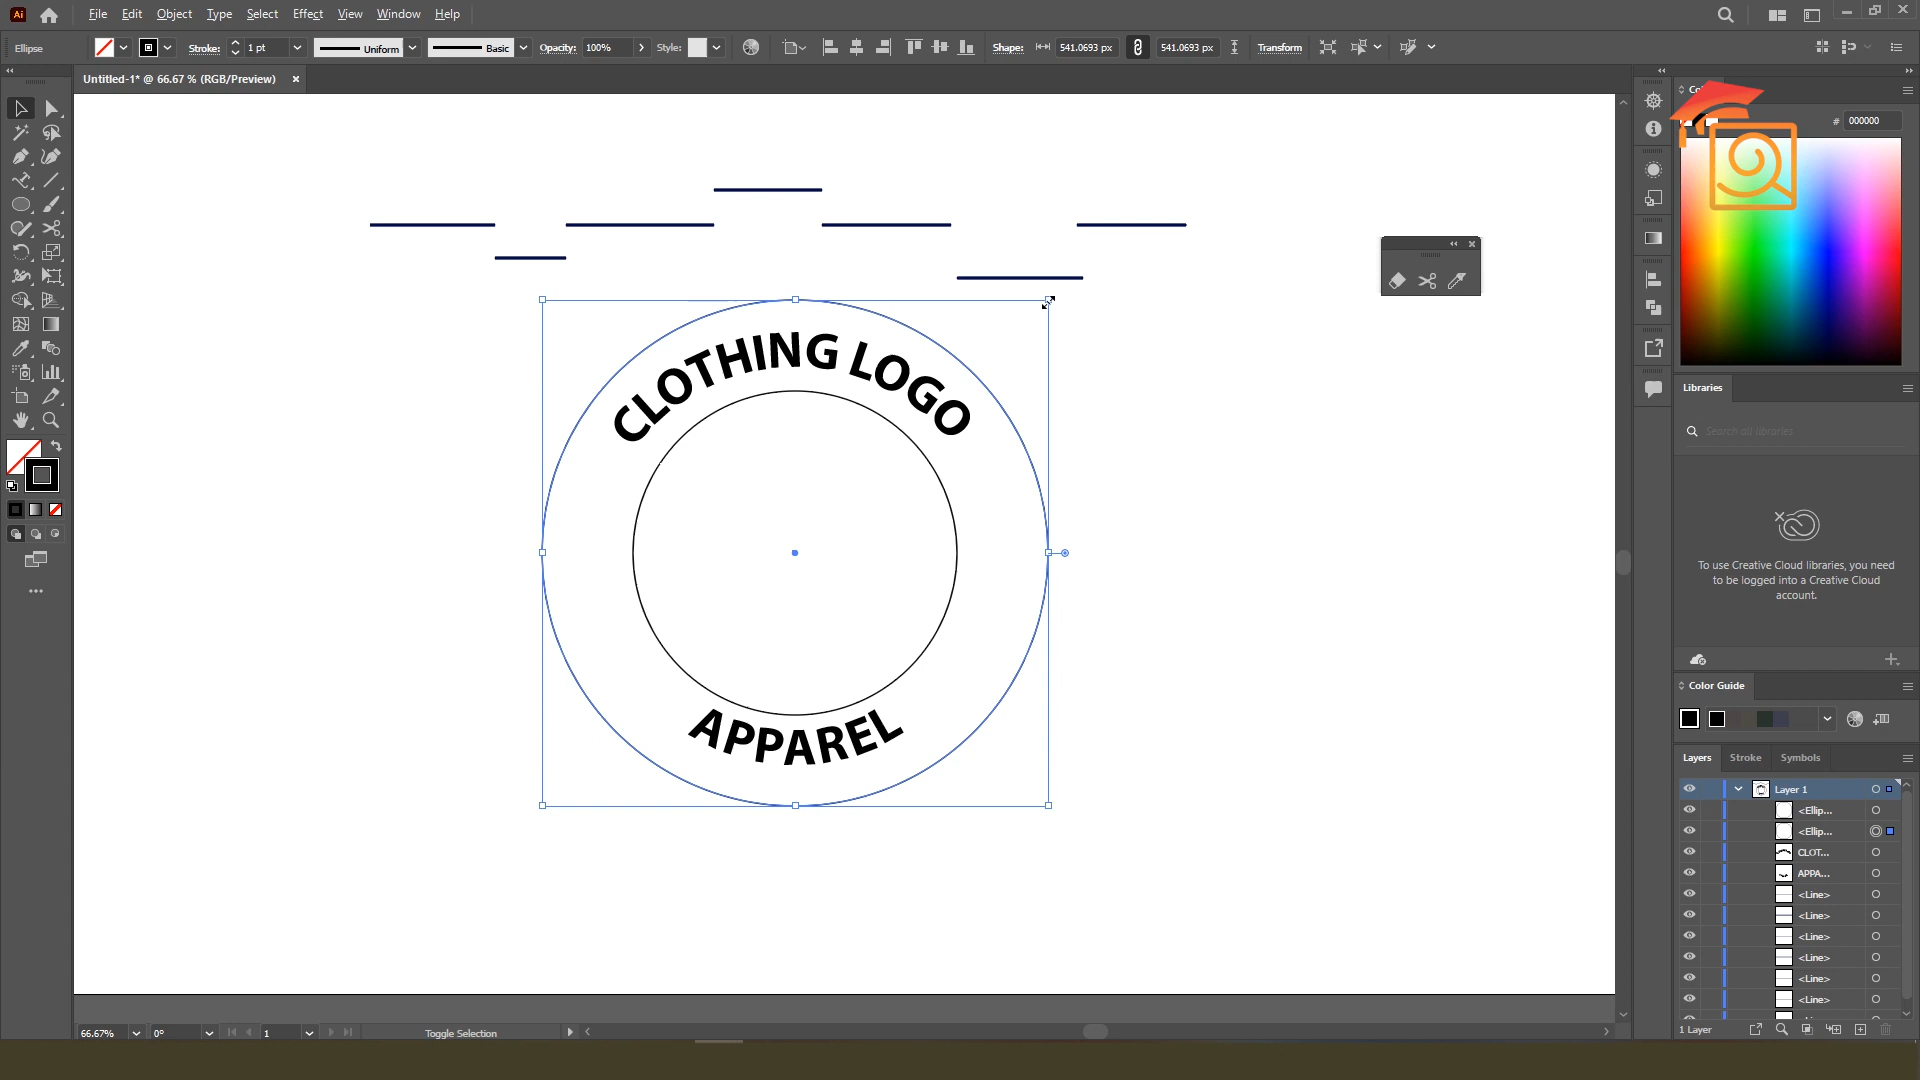 Ai File Edit Object Type Select Effect View Window Help
Ellipse Stroke: 1 pt Uniform Basic Opacity: 100% Style: Shape: 541.0693 px 541.0693 px Transform
Untitled-1* @ 66.67 % (RGB/Preview)
# 000000
CLOTHING LOGO
APPAREL
Libraries
Search all libraries
To use Creative Cloud libraries, you need
to be logged into a Creative Cloud
account.
Color Guide
Layers Stroke Symbols
Layer 1
<Ellip...
<Ellip...
CLOT...
APPA...
<Line>
<Line>
<Line>
<Line>
<Line>
<Line>
1 Layer
66.67% 0° 1 Toggle Selection